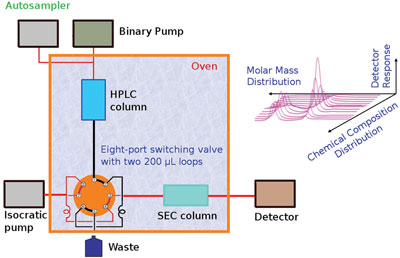 Autosampler
Binary Pump
Oven
HPLC
column
Eight-port switching valve
with two 200 µL loops
Isocratic
pump
SEC column
Detector
Waste
Molar Mass
Distribution
Detector
Response
Chemical Composition
Distribution